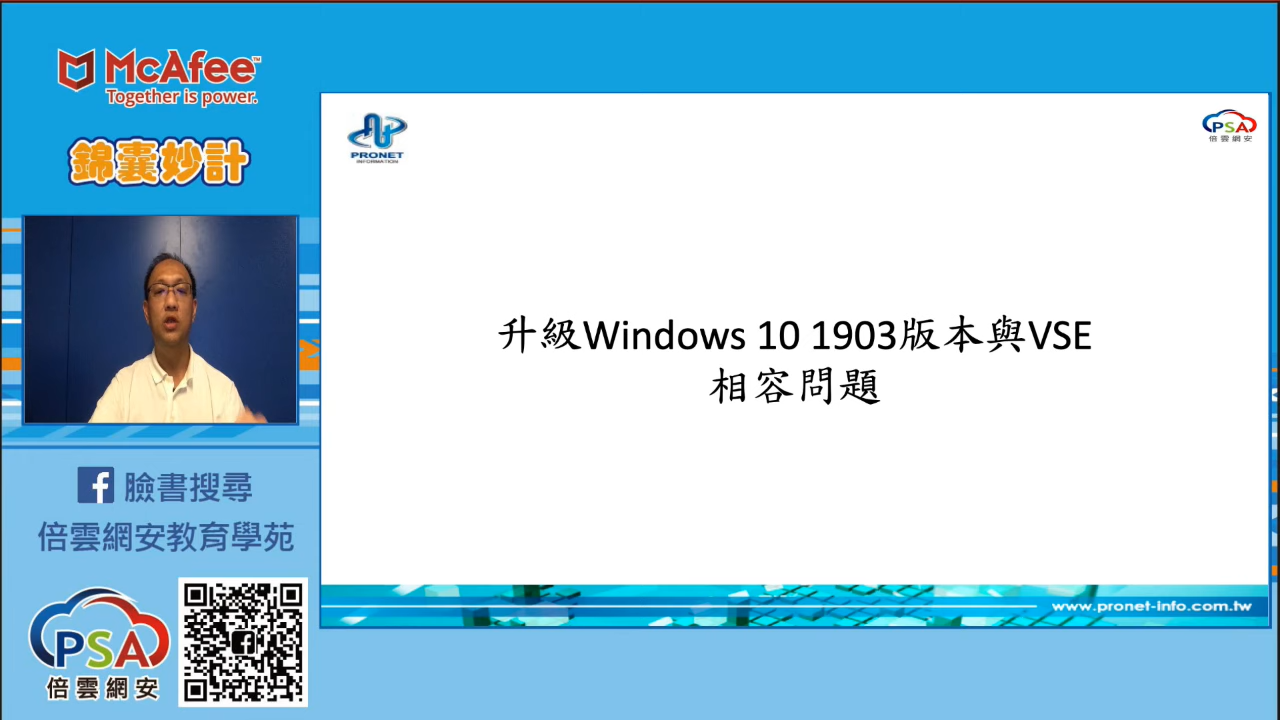 McAfee™
Together is power.
錦囊妙計
臉書搜尋
倍雲網安教育學苑
PSA
倍雲網安
PRONET
INFORMATION
PSA
倍雲網安
升級Windows 10 1903版本與VSE
相容問題
www.pronet-info.com.tw